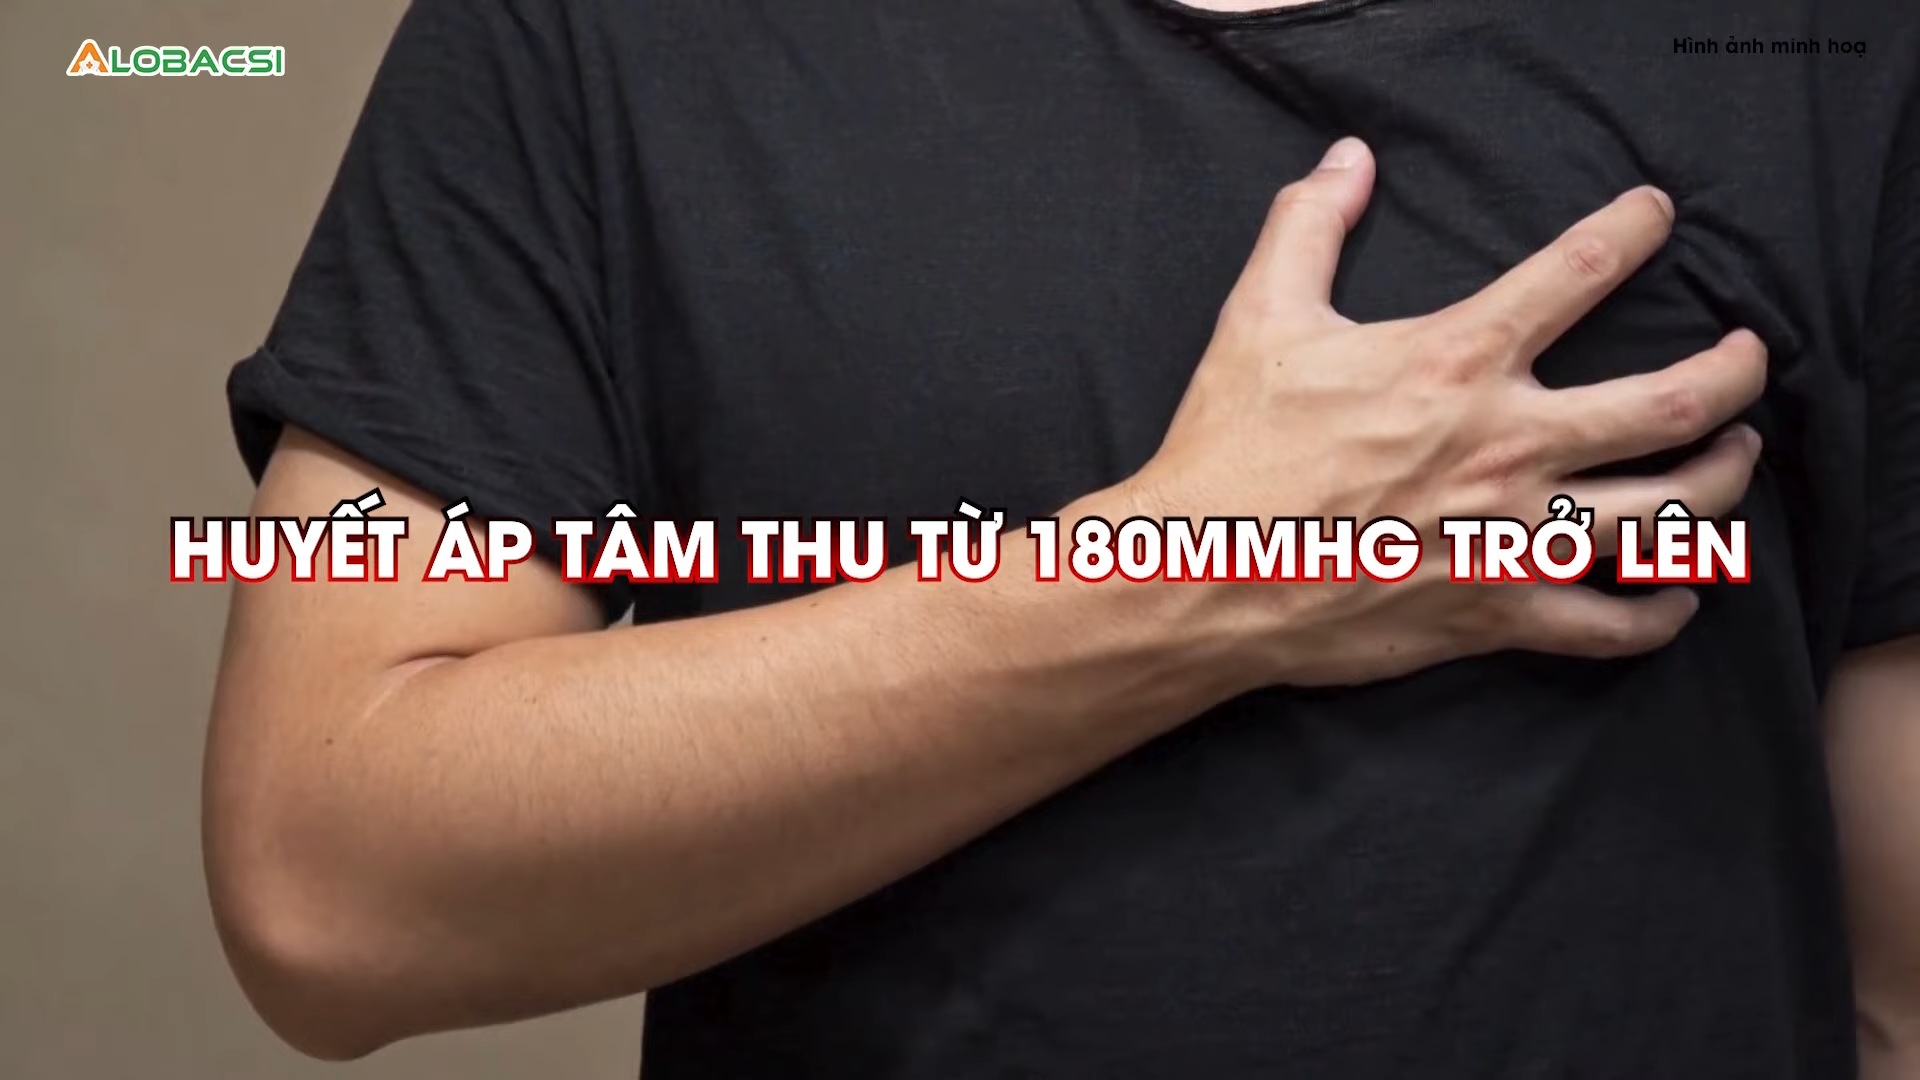 ALOBACSI
Hình ảnh minh hoạ
HUYẾT ÁP TÂM THU TỪ 180MMHG TRỞ LÊN